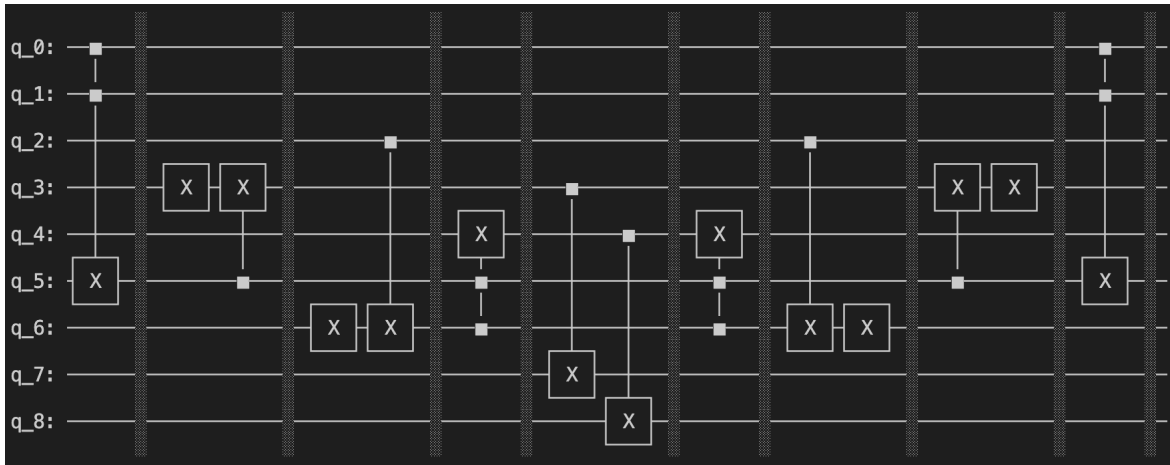 q_0:
q_1:
q_2:
q_3: X X X X
q_4: X X
q_5: X X
q_6: X X X X
q_7: X
q_8: X